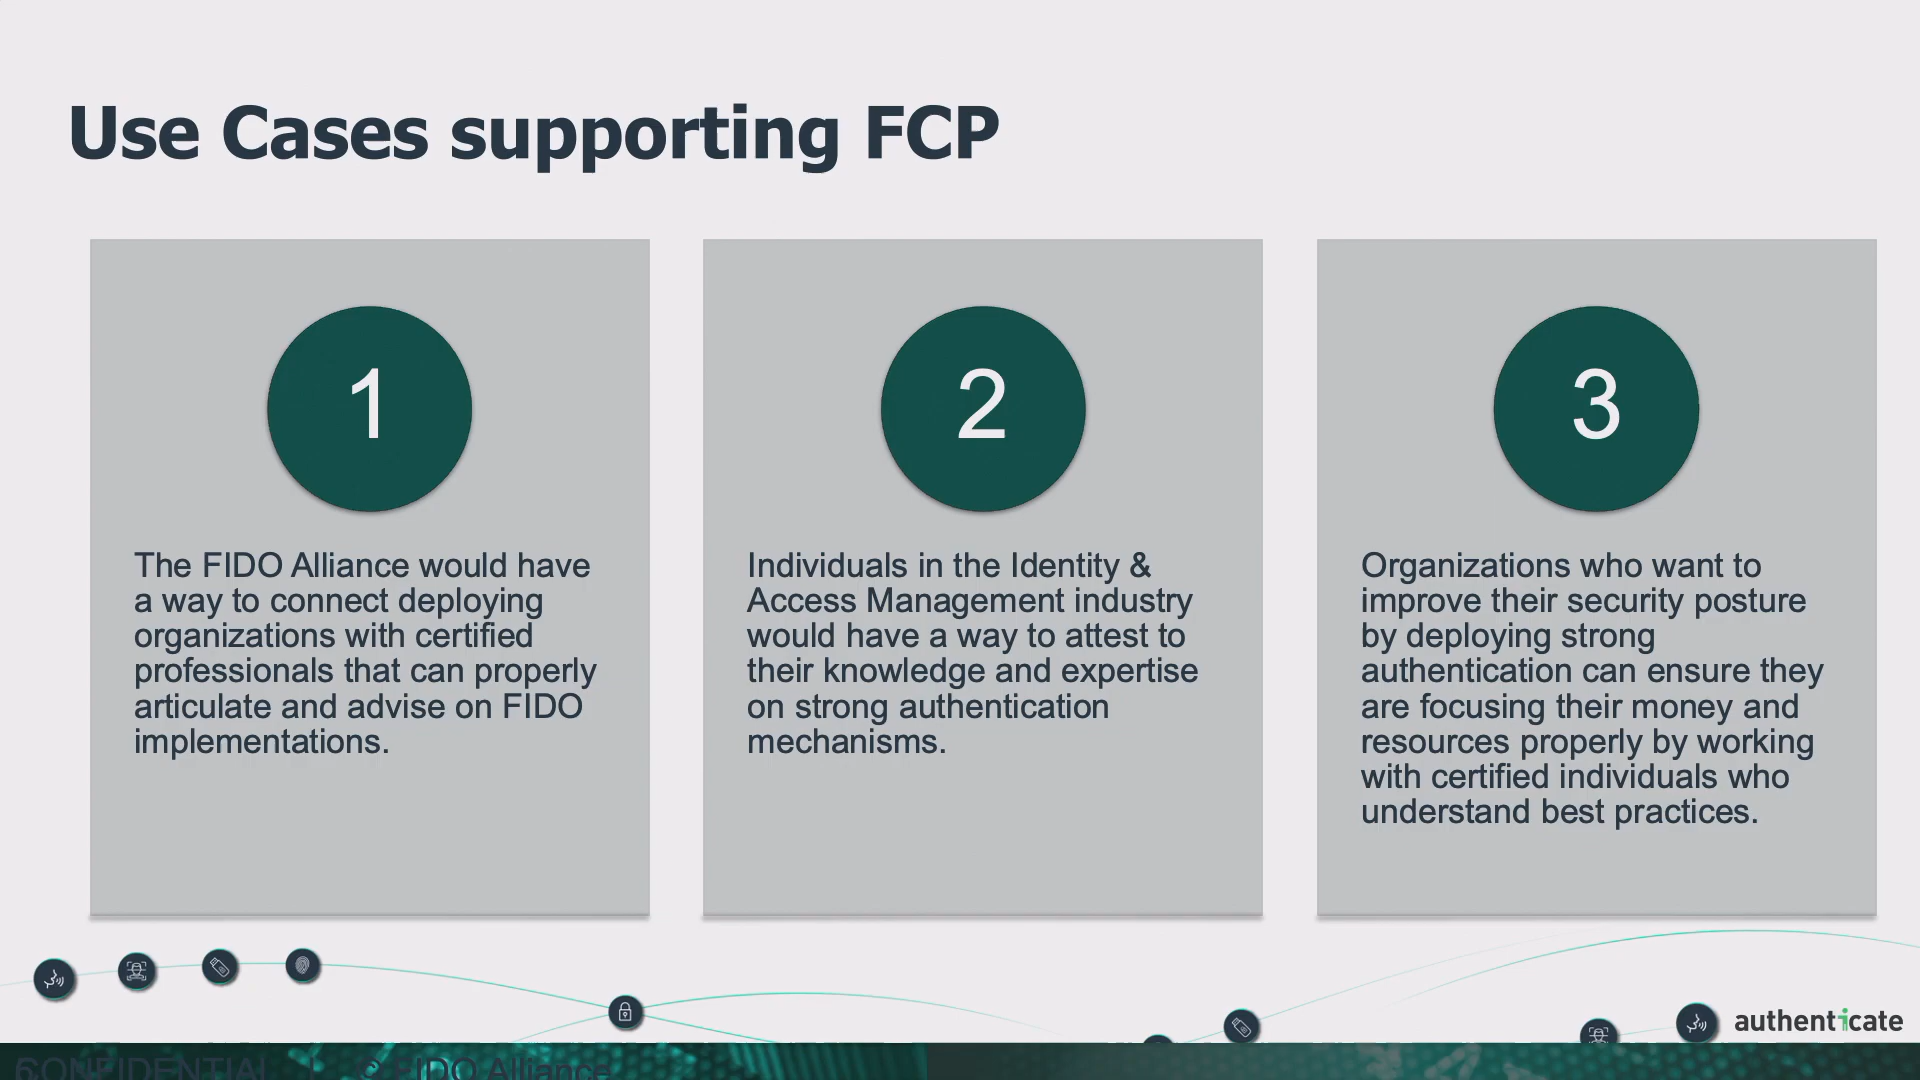 Use Cases supporting FCP
1
The FIDO Alliance would have
a way to connect deploying
organizations with certified
professionals that can properly
articulate and advise on FIDO
implementations.
2
Individuals in the Identity &
Access Management industry
would have a way to attest to
their knowledge and expertise
on strong authentication
mechanisms.
3
Organizations who want to
improve their security posture
by deploying strong
authentication can ensure they
are focusing their money and
resources properly by working
with certified individuals who
understand best practices.
authenticate
CONFIDENTIAL | © FIDO Alliance